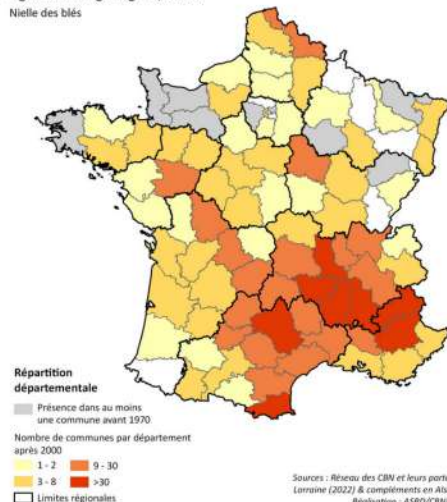 Nielle des blés
Répartition
départementale
Présence dans au moins
une commune avant 1970
Nombre de communes par département
après 2000
1 - 2
9 - 30
3 - 8
>30
Limites régionales
Sources : Réseau des CBN et leurs part
Lorraine (2022) & compléments en Als